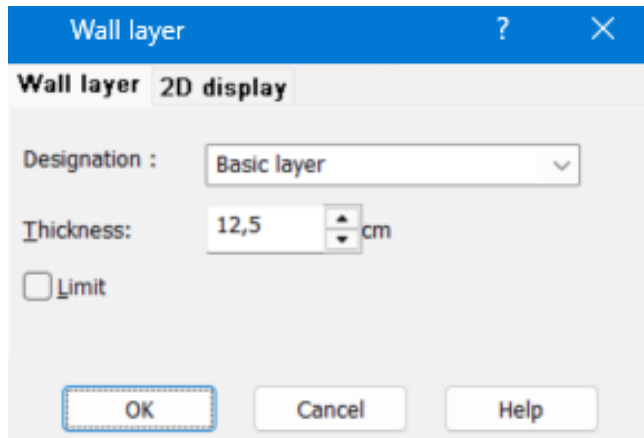 Wall layer ?
Wall layer 2D display
Designation : Basic layer
Thickness: 12,5 cm
Limit
OK Cancel Help